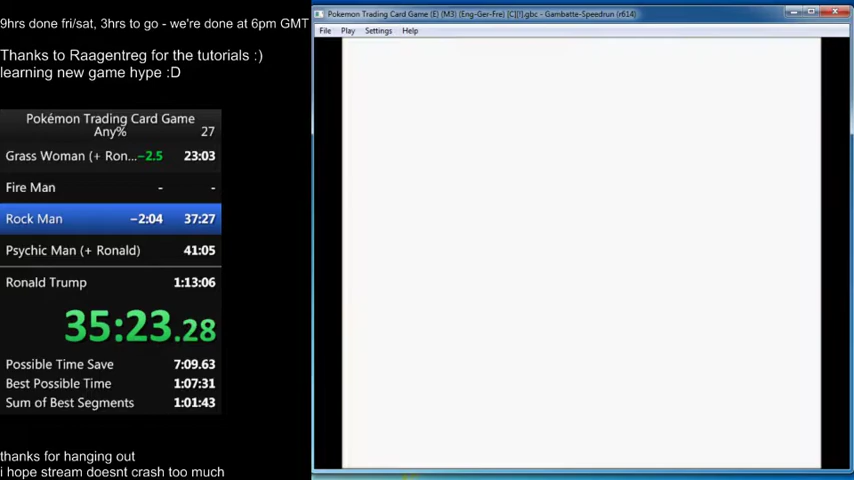 9hrs done fri/sat, 3hrs to go - we're done at 6pm GMT
Thanks to Raagentreg for the tutorials :)
learning new game hype :D
Pokémon Trading Card Game
Any% 27
Grass Woman (+ Ron... −2.5 23:03
Fire Man - -
Rock Man −2:04 37:27
Psychic Man (+ Ronald) 41:05
Ronald Trump 1:13:06
35:23.28
Possible Time Save 7:09.63
Best Possible Time 1:07:31
Sum of Best Segments 1:01:43
thanks for hanging out
i hope stream doesnt crash too much
Pokemon Trading Card Game (E) (M3) (Eng-Ger-Fre) [C][!].gbc - Gambatte-Speedrun (r614)
File Play Settings Help